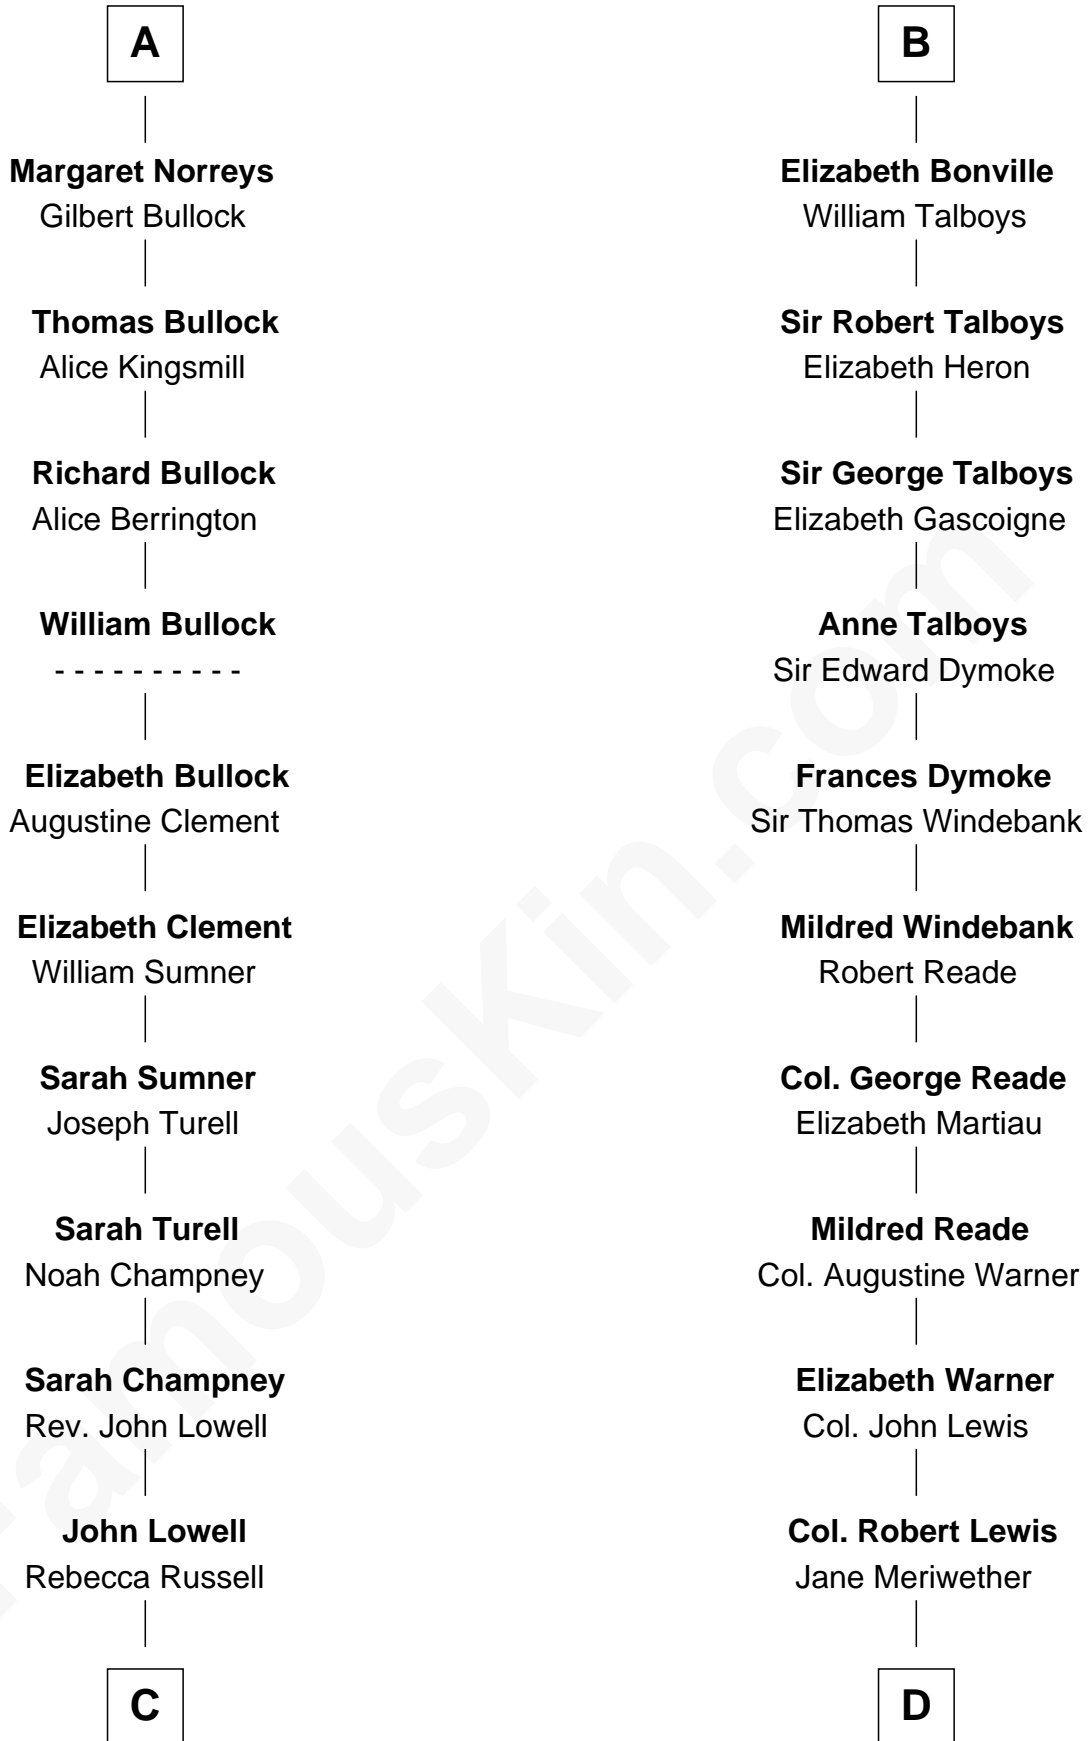 A
Margaret Norreys
Gilbert Bullock
Thomas Bullock
Alice Kingsmill
Richard Bullock
Alice Berrington
William Bullock
- - - - - - - - - -
Elizabeth Bullock
Augustine Clement
Elizabeth Clement
William Sumner
Sarah Sumner
Joseph Turell
Sarah Turell
Noah Champney
Sarah Champney
Rev. John Lowell
John Lowell
Rebecca Russell
C
B
Elizabeth Bonville
William Talboys
Sir Robert Talboys
Elizabeth Heron
Sir George Talboys
Elizabeth Gascoigne
Anne Talboys
Sir Edward Dymoke
Frances Dymoke
Sir Thomas Windebank
Mildred Windebank
Robert Reade
Col. George Reade
Elizabeth Martiau
Mildred Reade
Col. Augustine Warner
Elizabeth Warner
Col. John Lewis
Col. Robert Lewis
Jane Meriwether
D
FamousKin.com